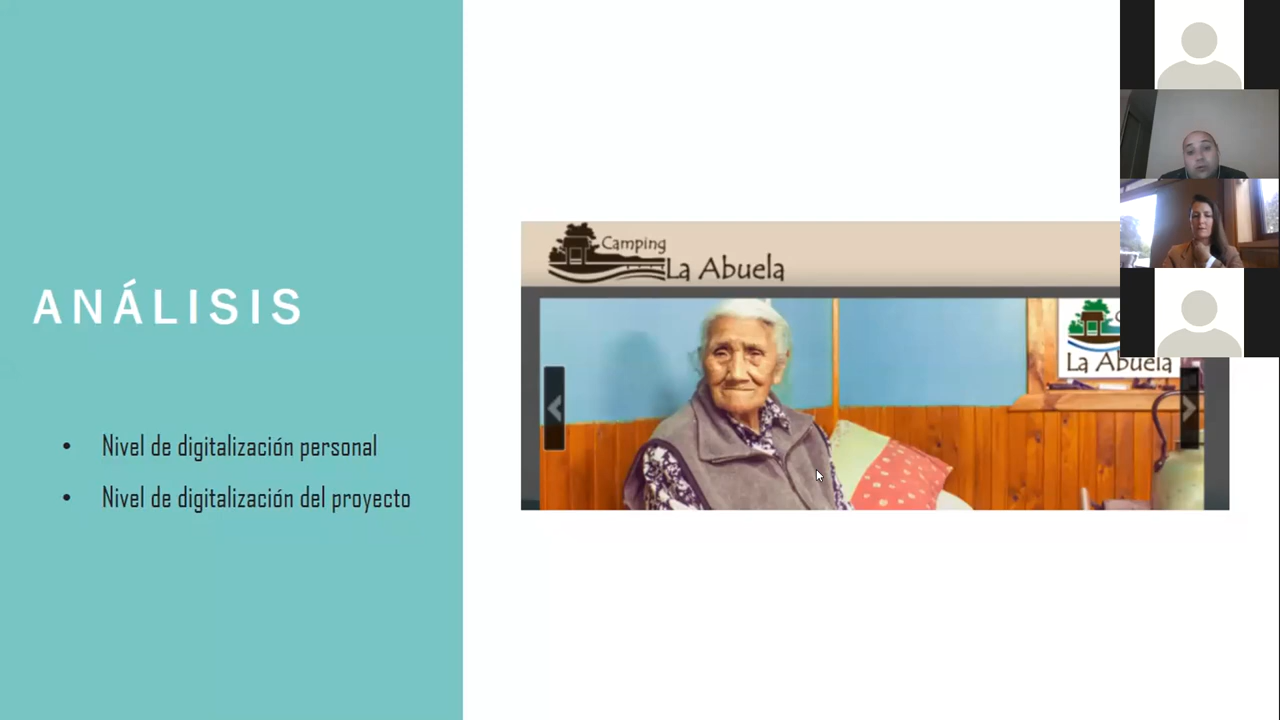 ANÁLISIS
• Nivel de digitalización personal
• Nivel de digitalización del proyecto
Camping
La Abuela
La Abuela